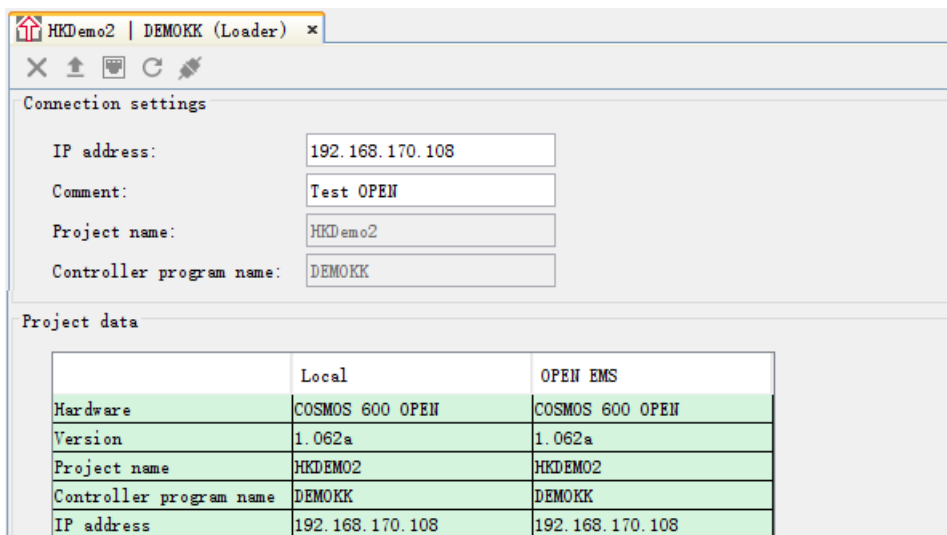 HKDemo2 | DEMOKK (Loader) ×
Connection settings
IP address: 192.168.170.108
Comment: Test OPEN
Project name: HKDemo2
Controller program name: DEMOKK
Project data
Local OPEN EMS
Hardware COSMOS 600 OPEN COSMOS 600 OPEN
Version 1.062a 1.062a
Project name HKDEMO2 HKDEMO2
Controller program name DEMOKK DEMOKK
IP address 192.168.170.108 192.168.170.108